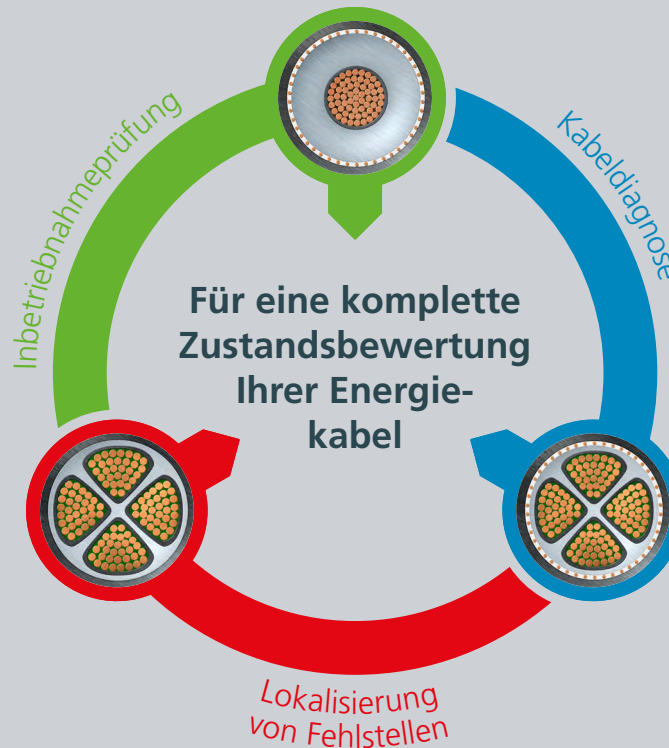 Inbetriebnahmeprüfung
Kabeldiagnose
Für eine komplette
Zustandsbewertung
Ihrer Energie-
kabel
Lokalisierung
von Fehlstellen